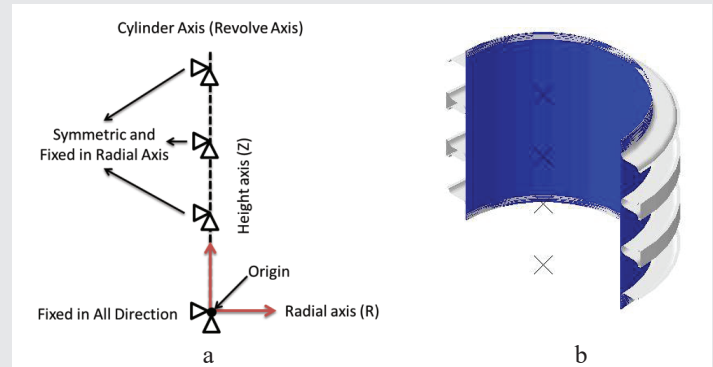 Cylinder Axis (Revolve Axis)
Symmetric and
Fixed in Radial Axis
Height axis (Z)
Origin
Fixed in All Direction
Radial axis (R)
a
b